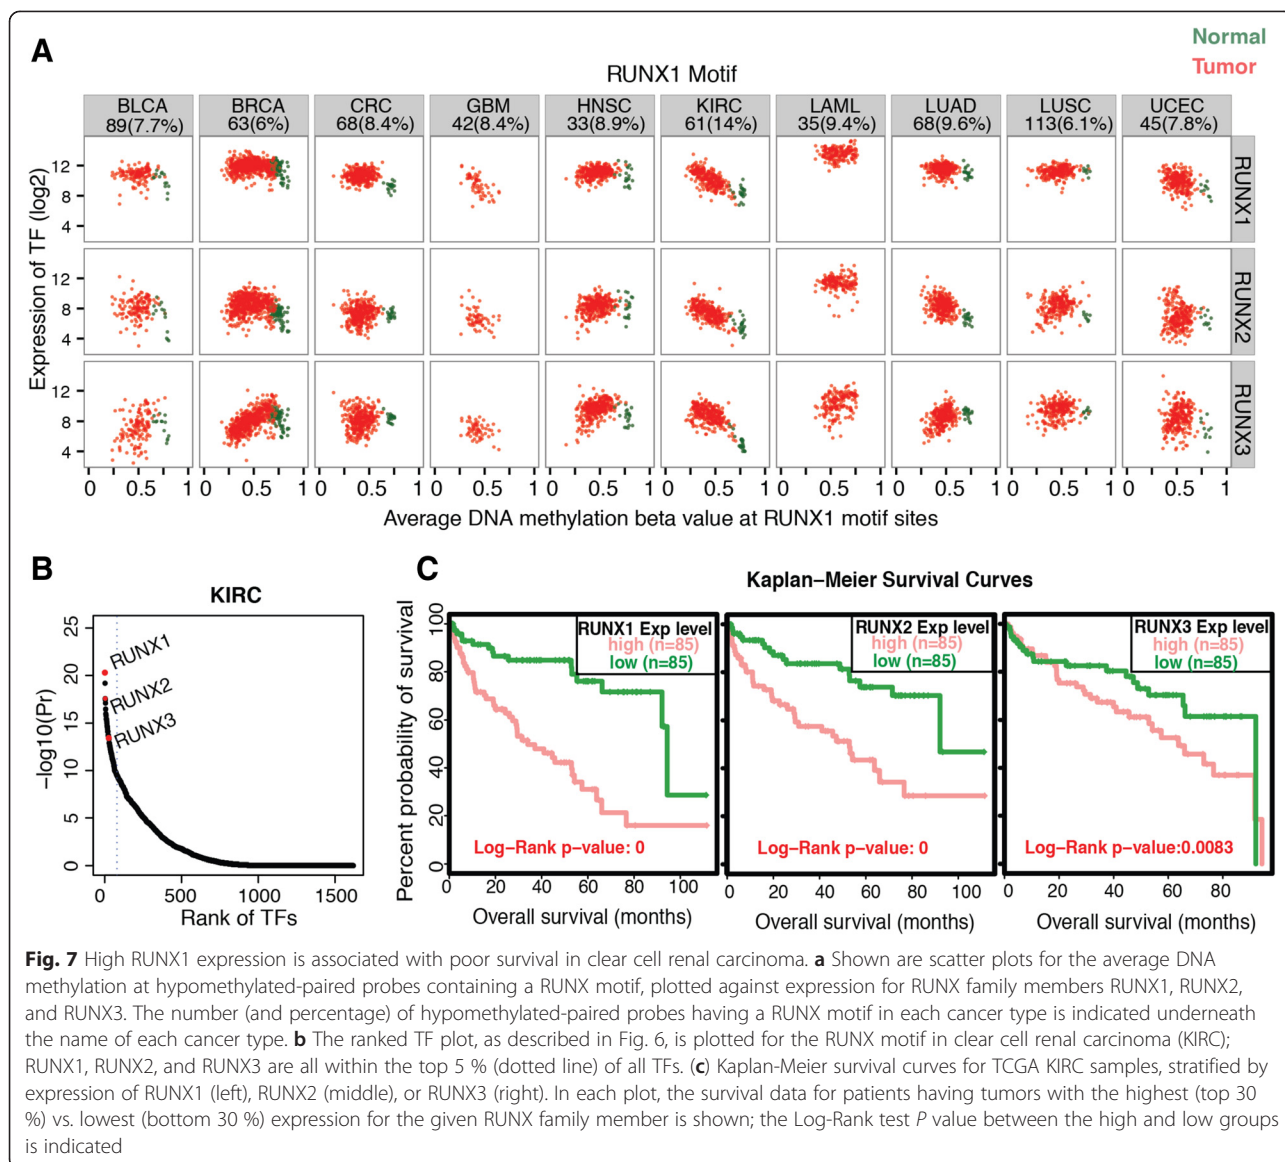 A
Normal
Tumor
RUNX1 Motif
BLCA BRCA CRC GBM HNSC KIRC LAML LUAD LUSC UCEC
89(7.7%) 63(6%) 68(8.4%) 42(8.4%) 33(8.9%) 61(14%) 35(9.4%) 68(9.6%) 113(6.1%) 45(7.8%)
Expression of TF (log2)
12
8
4
RUNX1
12
8
4
RUNX2
12
8
4
RUNX3
0 0.5 1 0 0.5 1 0 0.5 1 0 0.5 1 0 0.5 1 0 0.5 1 0 0.5 1 0 0.5 1 0 0.5 1 0 0.5 1
Average DNA methylation beta value at RUNX1 motif sites
B
KIRC
−log10(Pr)
25
20
15
10
5
0
RUNX1
RUNX2
RUNX3
0 500 1000 1500
Rank of TFs
C
Kaplan−Meier Survival Curves
Percent probability of survival
100
80
60
40
20
0
RUNX1 Exp level
high (n=85)
low (n=85)
Log−Rank p−value: 0
0 20 40 60 80 100
Overall survival (months)
RUNX2 Exp level
high (n=85)
low (n=85)
Log−Rank p−value: 0
0 20 40 60 80 100
Overall survival (months)
100
80
60
40
20
0
RUNX3 Exp level
high (n=85)
low (n=85)
Log−Rank p−value:0.0083
0 20 40 60 80
Overall survival (months)
Fig. 7 High RUNX1 expression is associated with poor survival in clear cell renal carcinoma. a Shown are scatter plots for the average DNA
methylation at hypomethylated-paired probes containing a RUNX motif, plotted against expression for RUNX family members RUNX1, RUNX2,
and RUNX3. The number (and percentage) of hypomethylated-paired probes having a RUNX motif in each cancer type is indicated underneath
the name of each cancer type. b The ranked TF plot, as described in Fig. 6, is plotted for the RUNX motif in clear cell renal carcinoma (KIRC);
RUNX1, RUNX2, and RUNX3 are all within the top 5 % (dotted line) of all TFs. (c) Kaplan-Meier survival curves for TCGA KIRC samples, stratified by
expression of RUNX1 (left), RUNX2 (middle), or RUNX3 (right). In each plot, the survival data for patients having tumors with the highest (top 30
%) vs. lowest (bottom 30 %) expression for the given RUNX family member is shown; the Log-Rank test P value between the high and low groups
is indicated